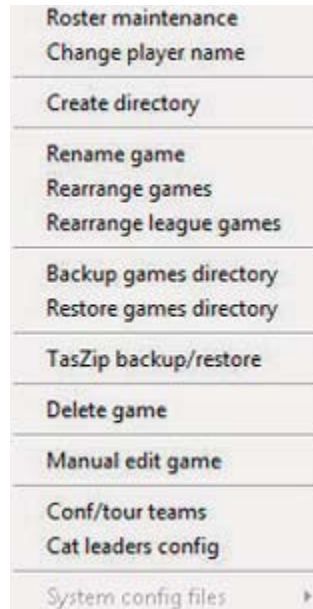 Roster maintenance
Change player name
Create directory
Rename game
Rearrange games
Rearrange league games
Backup games directory
Restore games directory
TasZip backup/restore
Delete game
Manual edit game
Conf/tour teams
Cat leaders config
System config files